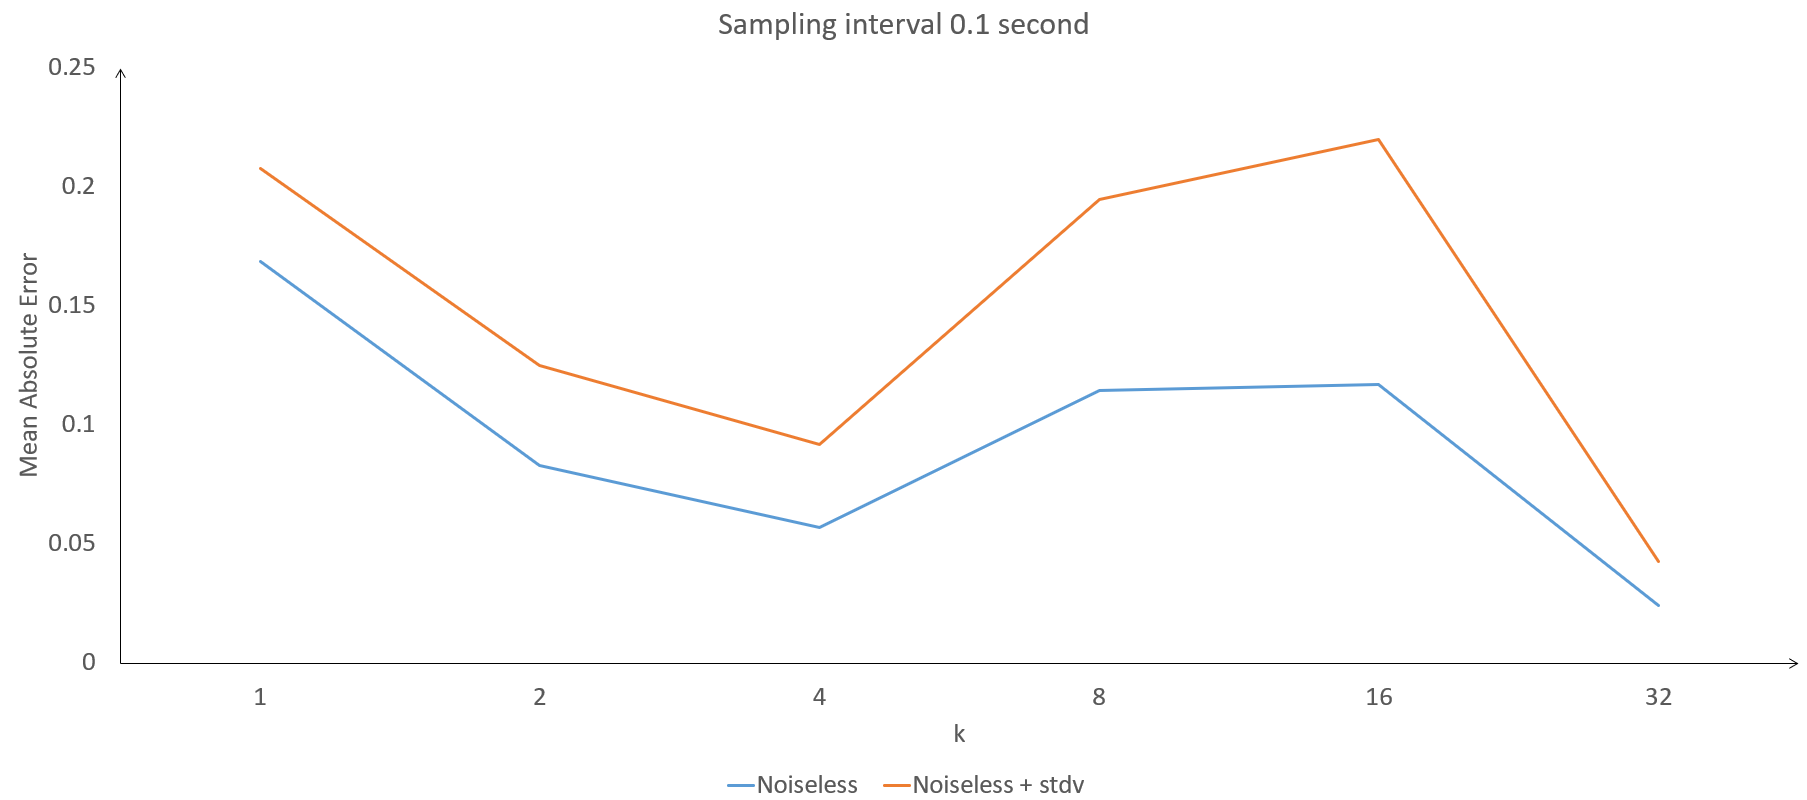 Sampling interval 0.1 second
0.25
0.2
0.15
0.1
0.05
0
Mean Absolute Error
1 2 4 8 16 32
k
Noiseless Noiseless + stdv